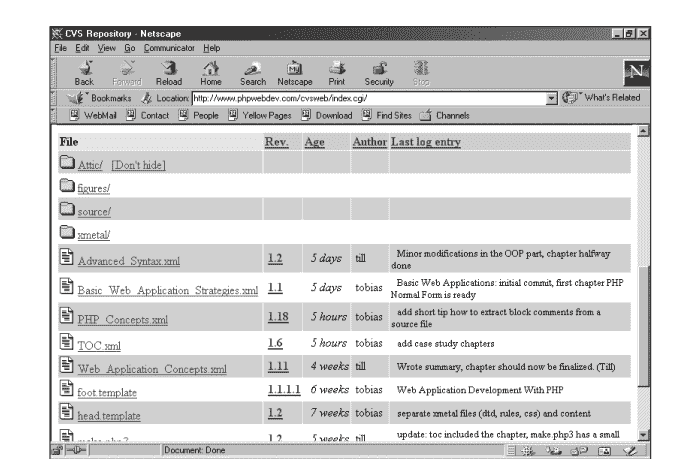 CVS Repository - Netscape
File Edit View Go Communicator Help
Back Forward Reload Home Search Netscape Print Security Stop
N
Bookmarks Location: http://www.phpwebdev.com/cvsweb/index.cgi/ What's Related
WebMail Contact People Yellow Pages Download Find Sites Channels
File Rev. Age Author Last log entry
Attic/ [Don't hide]
figures/
source/
xmetal/
Advanced_Syntax.xml 1.2 5 days till Minor modifications in the OOP part, chapter halfway
done
Basic_Web_Application_Strategies.xml 1.1 5 days tobias Basic Web Applications: initial commit, first chapter PHP
Normal Form is ready
PHP_Concepts.xml 1.18 5 hours tobias add short tip how to extract block comments from a
source file
TOC.xml 1.6 5 hours tobias add case study chapters
Web_Application_Concepts.xml 1.11 4 weeks till Wrote summary, chapter should now be finalized. (Till)
foot.template 1.1.1.1 6 weeks tobias Web Application Development With PHP
head.template 1.2 7 weeks tobias separate xmetal files (dtd, rules, css) and content
1.2 5 weeks till update: toc included the chapter, make php3 has a small
Document: Done